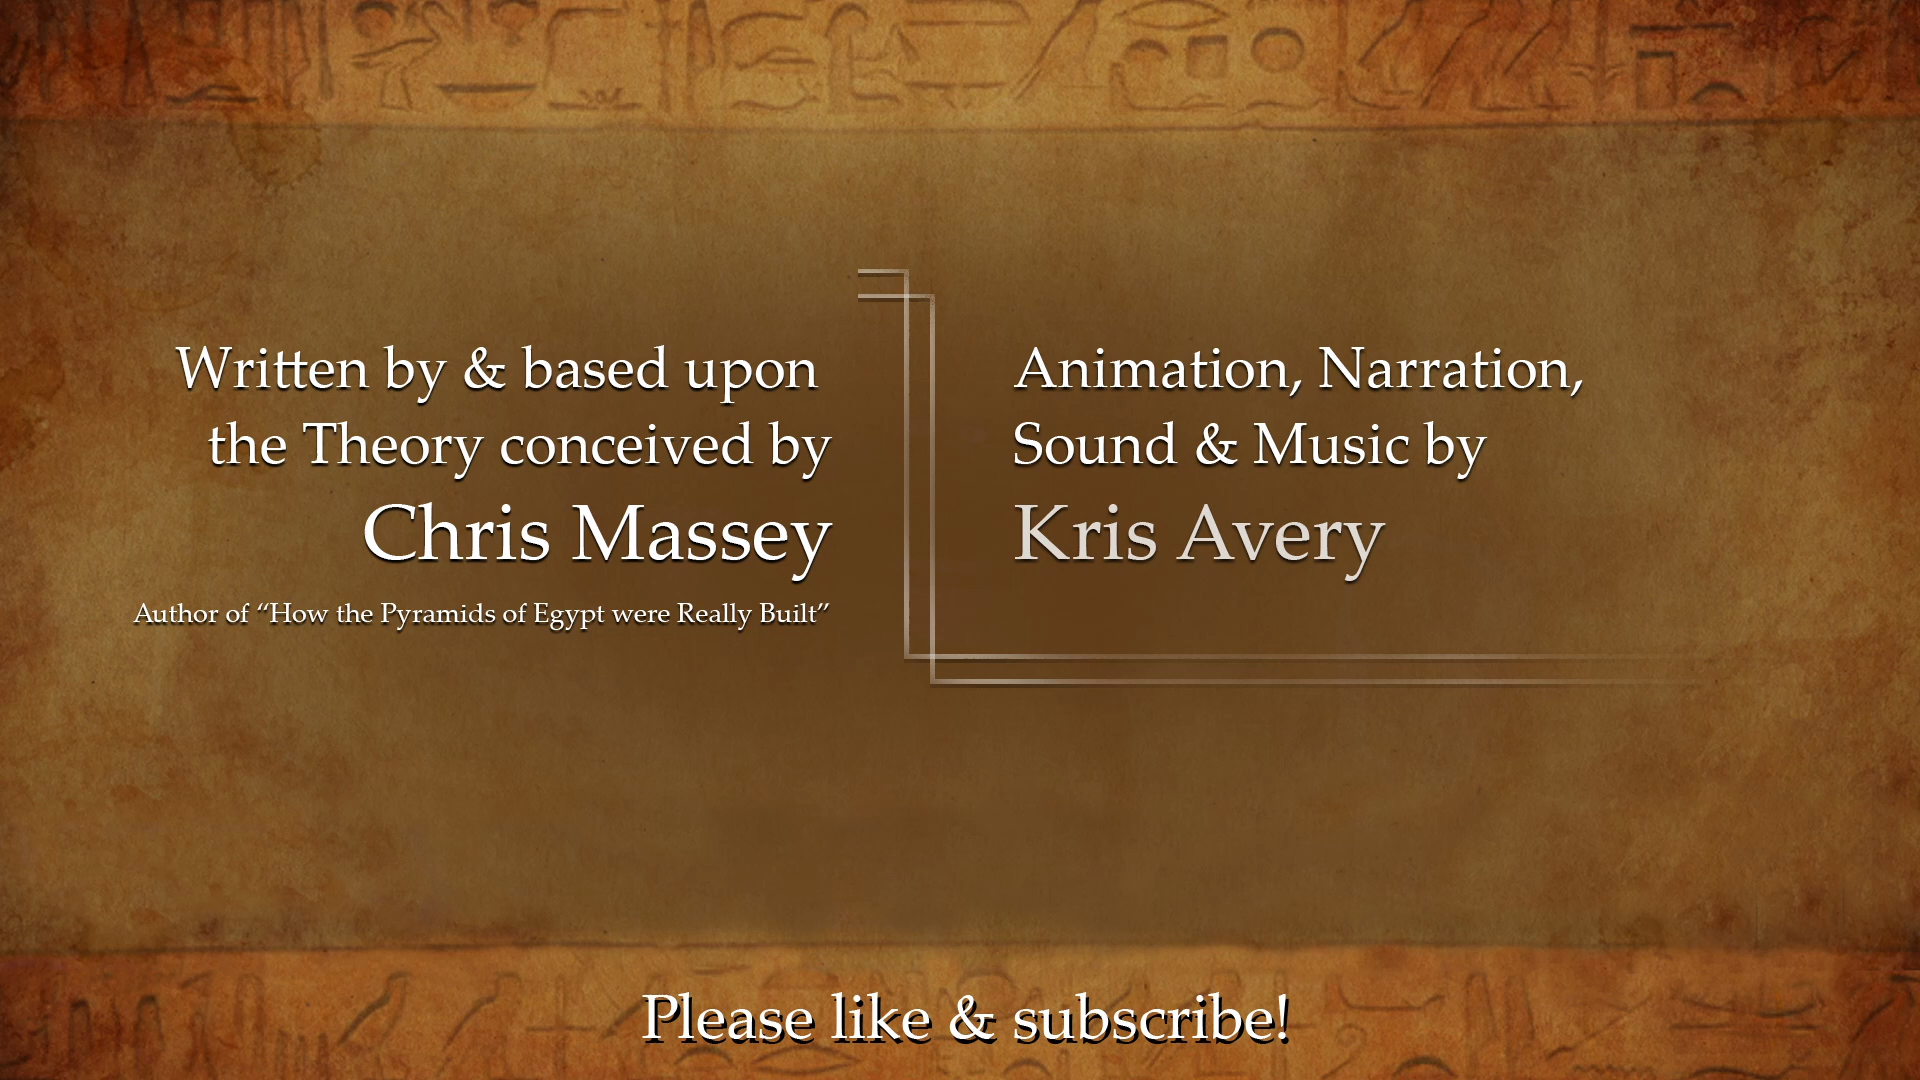 Written by & based upon
the Theory conceived by
Chris Massey
Author of “How the Pyramids of Egypt were Really Built”
Animation, Narration,
Sound & Music by
Kris Avery
Please like & subscribe!